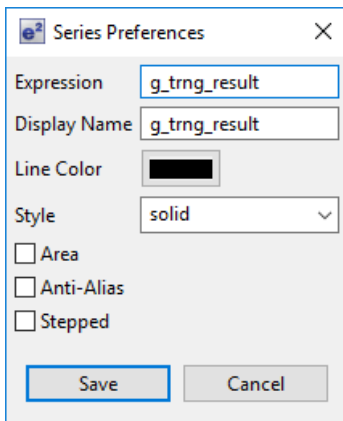 e² Series Preferences
Expression g_trng_result
Display Name g_trng_result
Line Color
Style solid
Area
Anti-Alias
Stepped
Save Cancel